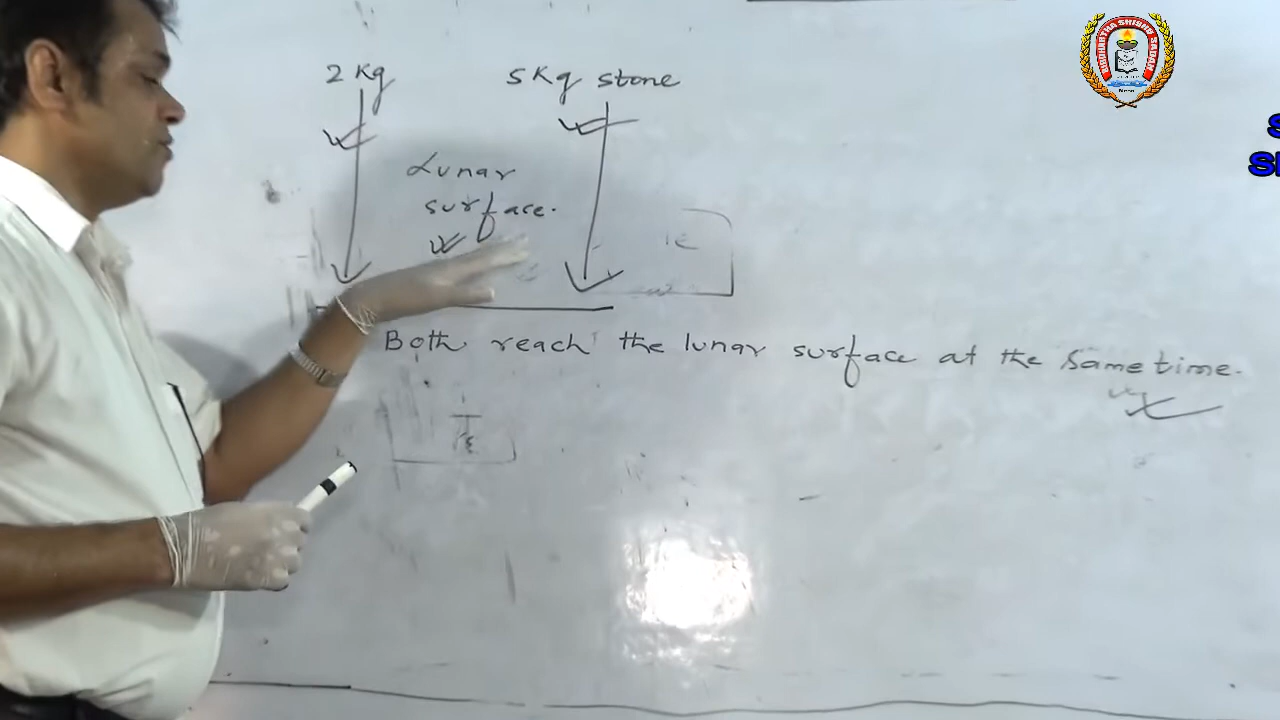 2 Kg 5 Kg stone
Lunar
surface.
Both reach the lunar surface at the same time.